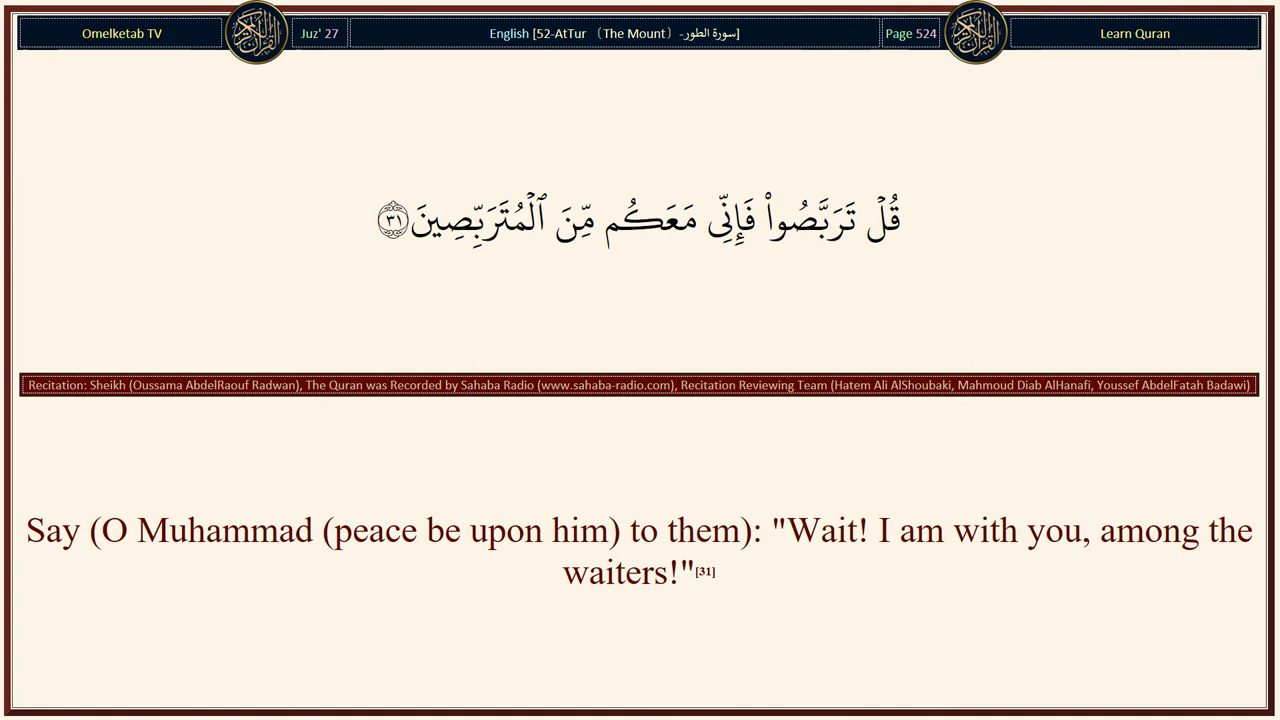 Omelketab TV
Juz' 27
English [52-AtTur （The Mount） -سورة الطور]
Page 524
Learn Quran
قُلۡ تَرَبَّصُواْ فَإِنِّى مَعَكُم مِّنَ ٱلۡمُتَرَبِّصِينَ ٣١
Recitation: Sheikh (Oussama AbdelRaouf Radwan), The Quran was Recorded by Sahaba Radio (www.sahaba-radio.com), Recitation Reviewing Team (Hatem Ali AlShoubaki, Mahmoud Diab AlHanafi, Youssef AbdelFatah Badawi)
Say (O Muhammad (peace be upon him) to them): "Wait! I am with you, among the
waiters!"[31]